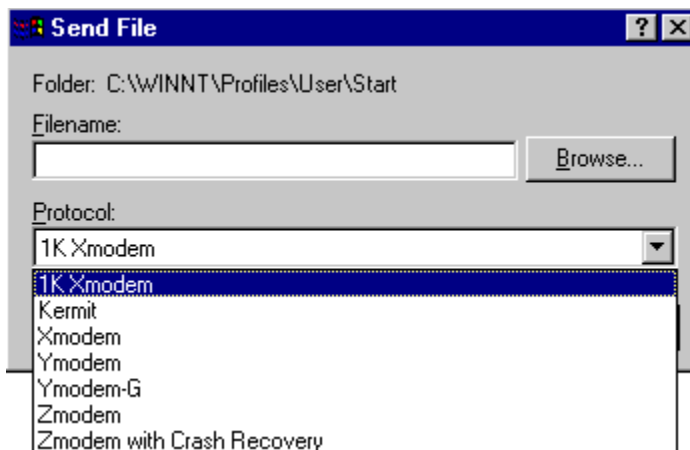 Send File
Folder: C:\WINNT\Profiles\User\Start
Filename:
Browse...
Protocol:
1K Xmodem
1K Xmodem
Kermit
Xmodem
Ymodem
Ymodem-G
Zmodem
Zmodem with Crash Recovery